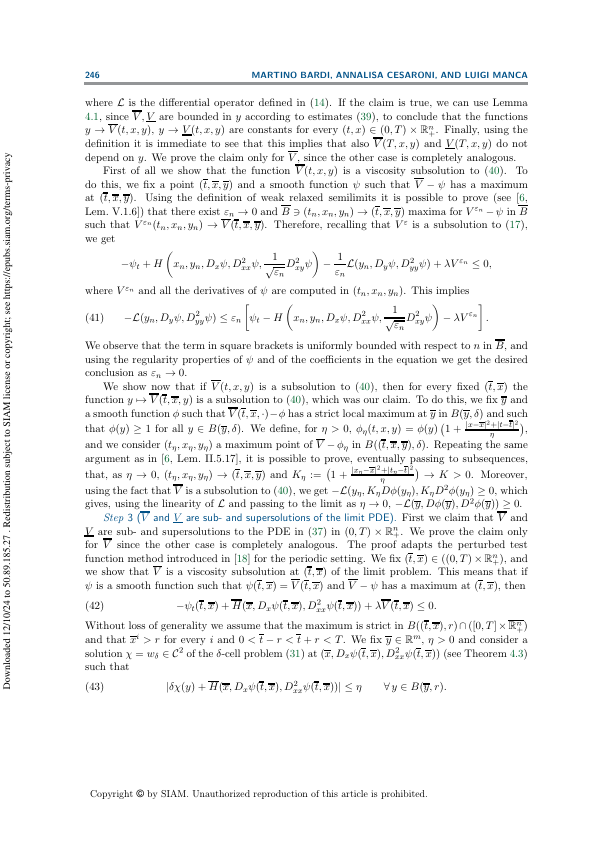 246 MARTINO BARDI, ANNALISA CESARONI, AND LUIGI MANCA
where $\mathcal{L}$ is the differential operator defined in (14). If the claim is true, we can use Lemma
4.1, since $\overline{V}, \underline{V}$ are bounded in $y$ according to estimates (39), to conclude that the functions
$y \to \overline{V}(t, x, y)$, $y \to \underline{V}(t, x, y)$ are constants for every $(t, x) \in (0, T) \times \mathbb{R}^n_+$. Finally, using the
definition it is immediate to see that this implies that also $\overline{V}(T, x, y)$ and $\underline{V}(T, x, y)$ do not
depend on $y$. We prove the claim only for $\overline{V}$, since the other case is completely analogous.
First of all we show that the function $\overline{V}(t, x, y)$ is a viscosity subsolution to (40). To
do this, we fix a point $(\overline{t}, \overline{x}, \overline{y})$ and a smooth function $\psi$ such that $\overline{V} - \psi$ has a maximum
at $(\overline{t}, \overline{x}, \overline{y})$. Using the definition of weak relaxed semilimits it is possible to prove (see [6,
Lem. V.1.6]) that there exist $\varepsilon_n \to 0$ and $\overline{B} \ni (t_n, x_n, y_n) \to (\overline{t}, \overline{x}, \overline{y})$ maxima for $V^{\varepsilon_n} - \psi$ in $\overline{B}$
such that $V^{\varepsilon_n}(t_n, x_n, y_n) \to \overline{V}(\overline{t}, \overline{x}, \overline{y})$. Therefore, recalling that $V^\varepsilon$ is a subsolution to (17),
we get
$-\psi_t + H\left(x_n, y_n, D_x\psi, D^2_{xx}\psi, \frac{1}{\sqrt{\varepsilon_n}} D^2_{xy}\psi\right) - \frac{1}{\varepsilon_n}\mathcal{L}(y_n, D_y\psi, D^2_{yy}\psi) + \lambda V^{\varepsilon_n} \leq 0,$
where $V^{\varepsilon_n}$ and all the derivatives of $\psi$ are computed in $(t_n, x_n, y_n)$. This implies
(41) $-\mathcal{L}(y_n, D_y\psi, D^2_{yy}\psi) \leq \varepsilon_n \left[\psi_t - H\left(x_n, y_n, D_x\psi, D^2_{xx}\psi, \frac{1}{\sqrt{\varepsilon_n}} D^2_{xy}\psi\right) - \lambda V^{\varepsilon_n}\right].$
We observe that the term in square brackets is uniformly bounded with respect to $n$ in $\overline{B}$, and
using the regularity properties of $\psi$ and of the coefficients in the equation we get the desired
conclusion as $\varepsilon_n \to 0$.
We show now that if $\overline{V}(t, x, y)$ is a subsolution to (40), then for every fixed $(\overline{t}, \overline{x})$ the
function $y \mapsto \overline{V}(\overline{t}, \overline{x}, y)$ is a subsolution to (40), which was our claim. To do this, we fix $\overline{y}$ and
a smooth function $\phi$ such that $\overline{V}(\overline{t}, \overline{x}, \cdot) - \phi$ has a strict local maximum at $\overline{y}$ in $B(\overline{y}, \delta)$ and such
that $\phi(y) \geq 1$ for all $y \in B(\overline{y}, \delta)$. We define, for $\eta > 0$, $\phi_\eta(t, x, y) = \phi(y)\left(1 + \frac{|x-\overline{x}|^2+|t-\overline{t}|^2}{\eta}\right)$,
and we consider $(t_\eta, x_\eta, y_\eta)$ a maximum point of $\overline{V} - \phi_\eta$ in $B((\overline{t}, \overline{x}, \overline{y}), \delta)$. Repeating the same
argument as in [6, Lem. II.5.17], it is possible to prove, eventually passing to subsequences,
that, as $\eta \to 0$, $(t_\eta, x_\eta, y_\eta) \to (\overline{t}, \overline{x}, \overline{y})$ and $K_\eta := \left(1 + \frac{|x_\eta-\overline{x}|^2+|t_\eta-\overline{t}|^2}{\eta}\right) \to K > 0$. Moreover,
using the fact that $\overline{V}$ is a subsolution to (40), we get $-\mathcal{L}(y_\eta, K_\eta D\phi(y_\eta), K_\eta D^2\phi(y_\eta) \geq 0$, which
gives, using the linearity of $\mathcal{L}$ and passing to the limit as $\eta \to 0$, $-\mathcal{L}(\overline{y}, D\phi(\overline{y}), D^2\phi(\overline{y})) \geq 0$.
Step 3 ($\overline{V}$ and $\underline{V}$ are sub- and supersolutions of the limit PDE). First we claim that $\overline{V}$ and
$\underline{V}$ are sub- and supersolutions to the PDE in (37) in $(0, T) \times \mathbb{R}^n_+$. We prove the claim only
for $\overline{V}$ since the other case is completely analogous. The proof adapts the perturbed test
function method introduced in [18] for the periodic setting. We fix $(\overline{t}, \overline{x}) \in ((0, T) \times \mathbb{R}^n_+)$, and
we show that $\overline{V}$ is a viscosity subsolution at $(\overline{t}, \overline{x})$ of the limit problem. This means that if
$\psi$ is a smooth function such that $\psi(\overline{t}, \overline{x}) = \overline{V}(\overline{t}, \overline{x})$ and $\overline{V} - \psi$ has a maximum at $(\overline{t}, \overline{x})$, then
(42) $-\psi_t(\overline{t}, \overline{x}) + \overline{H}(\overline{x}, D_x\psi(\overline{t}, \overline{x}), D^2_{xx}\psi(\overline{t}, \overline{x})) + \lambda\overline{V}(\overline{t}, \overline{x}) \leq 0.$
Without loss of generality we assume that the maximum is strict in $B((\overline{t}, \overline{x}), r) \cap ([0, T] \times \overline{\mathbb{R}^n_+})$
and that $\overline{x}^i > r$ for every $i$ and $0 < \overline{t} - r < \overline{t} + r < T$. We fix $\overline{y} \in \mathbb{R}^m$, $\eta > 0$ and consider a
solution $\chi = w_\delta \in \mathcal{C}^2$ of the $\delta$-cell problem (31) at $(\overline{x}, D_x\psi(\overline{t}, \overline{x}), D^2_{xx}\psi(\overline{t}, \overline{x}))$ (see Theorem 4.3)
such that
(43) $|\delta\chi(y) + \overline{H}(\overline{x}, D_x\psi(\overline{t}, \overline{x}), D^2_{xx}\psi(\overline{t}, \overline{x}))| \leq \eta \quad \forall\, y \in B(\overline{y}, r).$
Copyright © by SIAM. Unauthorized reproduction of this article is prohibited.
Downloaded 12/10/24 to 50.89.185.27 . Redistribution subject to SIAM license or copyright; see https://epubs.siam.org/terms-privacy